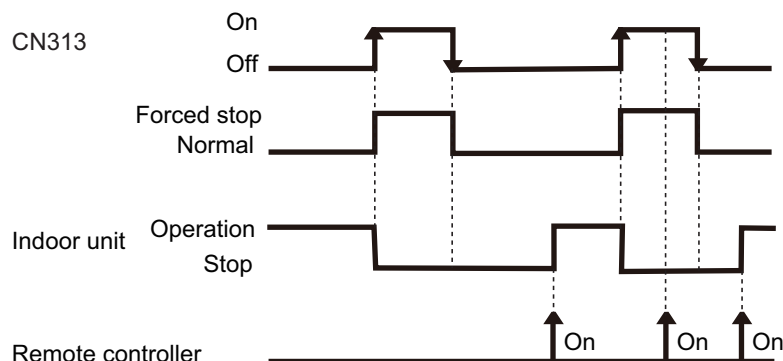 On
CN313
Off
Forced stop
Normal
Operation
Indoor unit
Stop
On On On
Remote controller